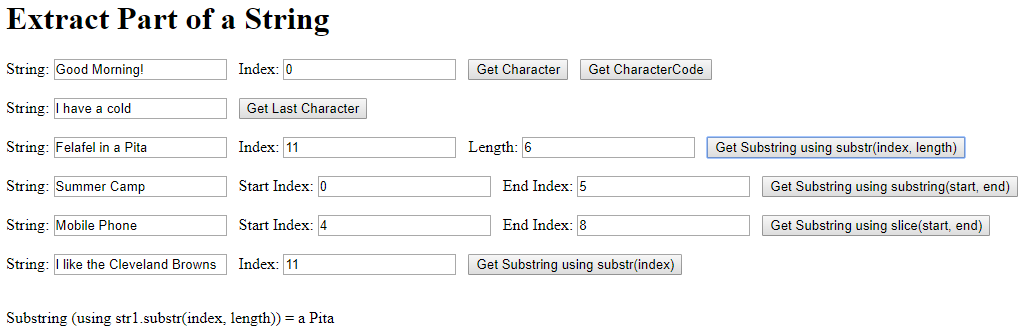 Extract Part of a String
String: Good Morning! Index: 0 Get Character Get CharacterCode
String: I have a cold Get Last Character
String: Felafel in a Pita Index: 11 Length: 6 Get Substring using substr(index, length)
String: Summer Camp Start Index: 0 End Index: 5 Get Substring using substring(start, end)
String: Mobile Phone Start Index: 4 End Index: 8 Get Substring using slice(start, end)
String: I like the Cleveland Browns Index: 11 Get Substring using substr(index)
Substring (using str1.substr(index, length)) = a Pita